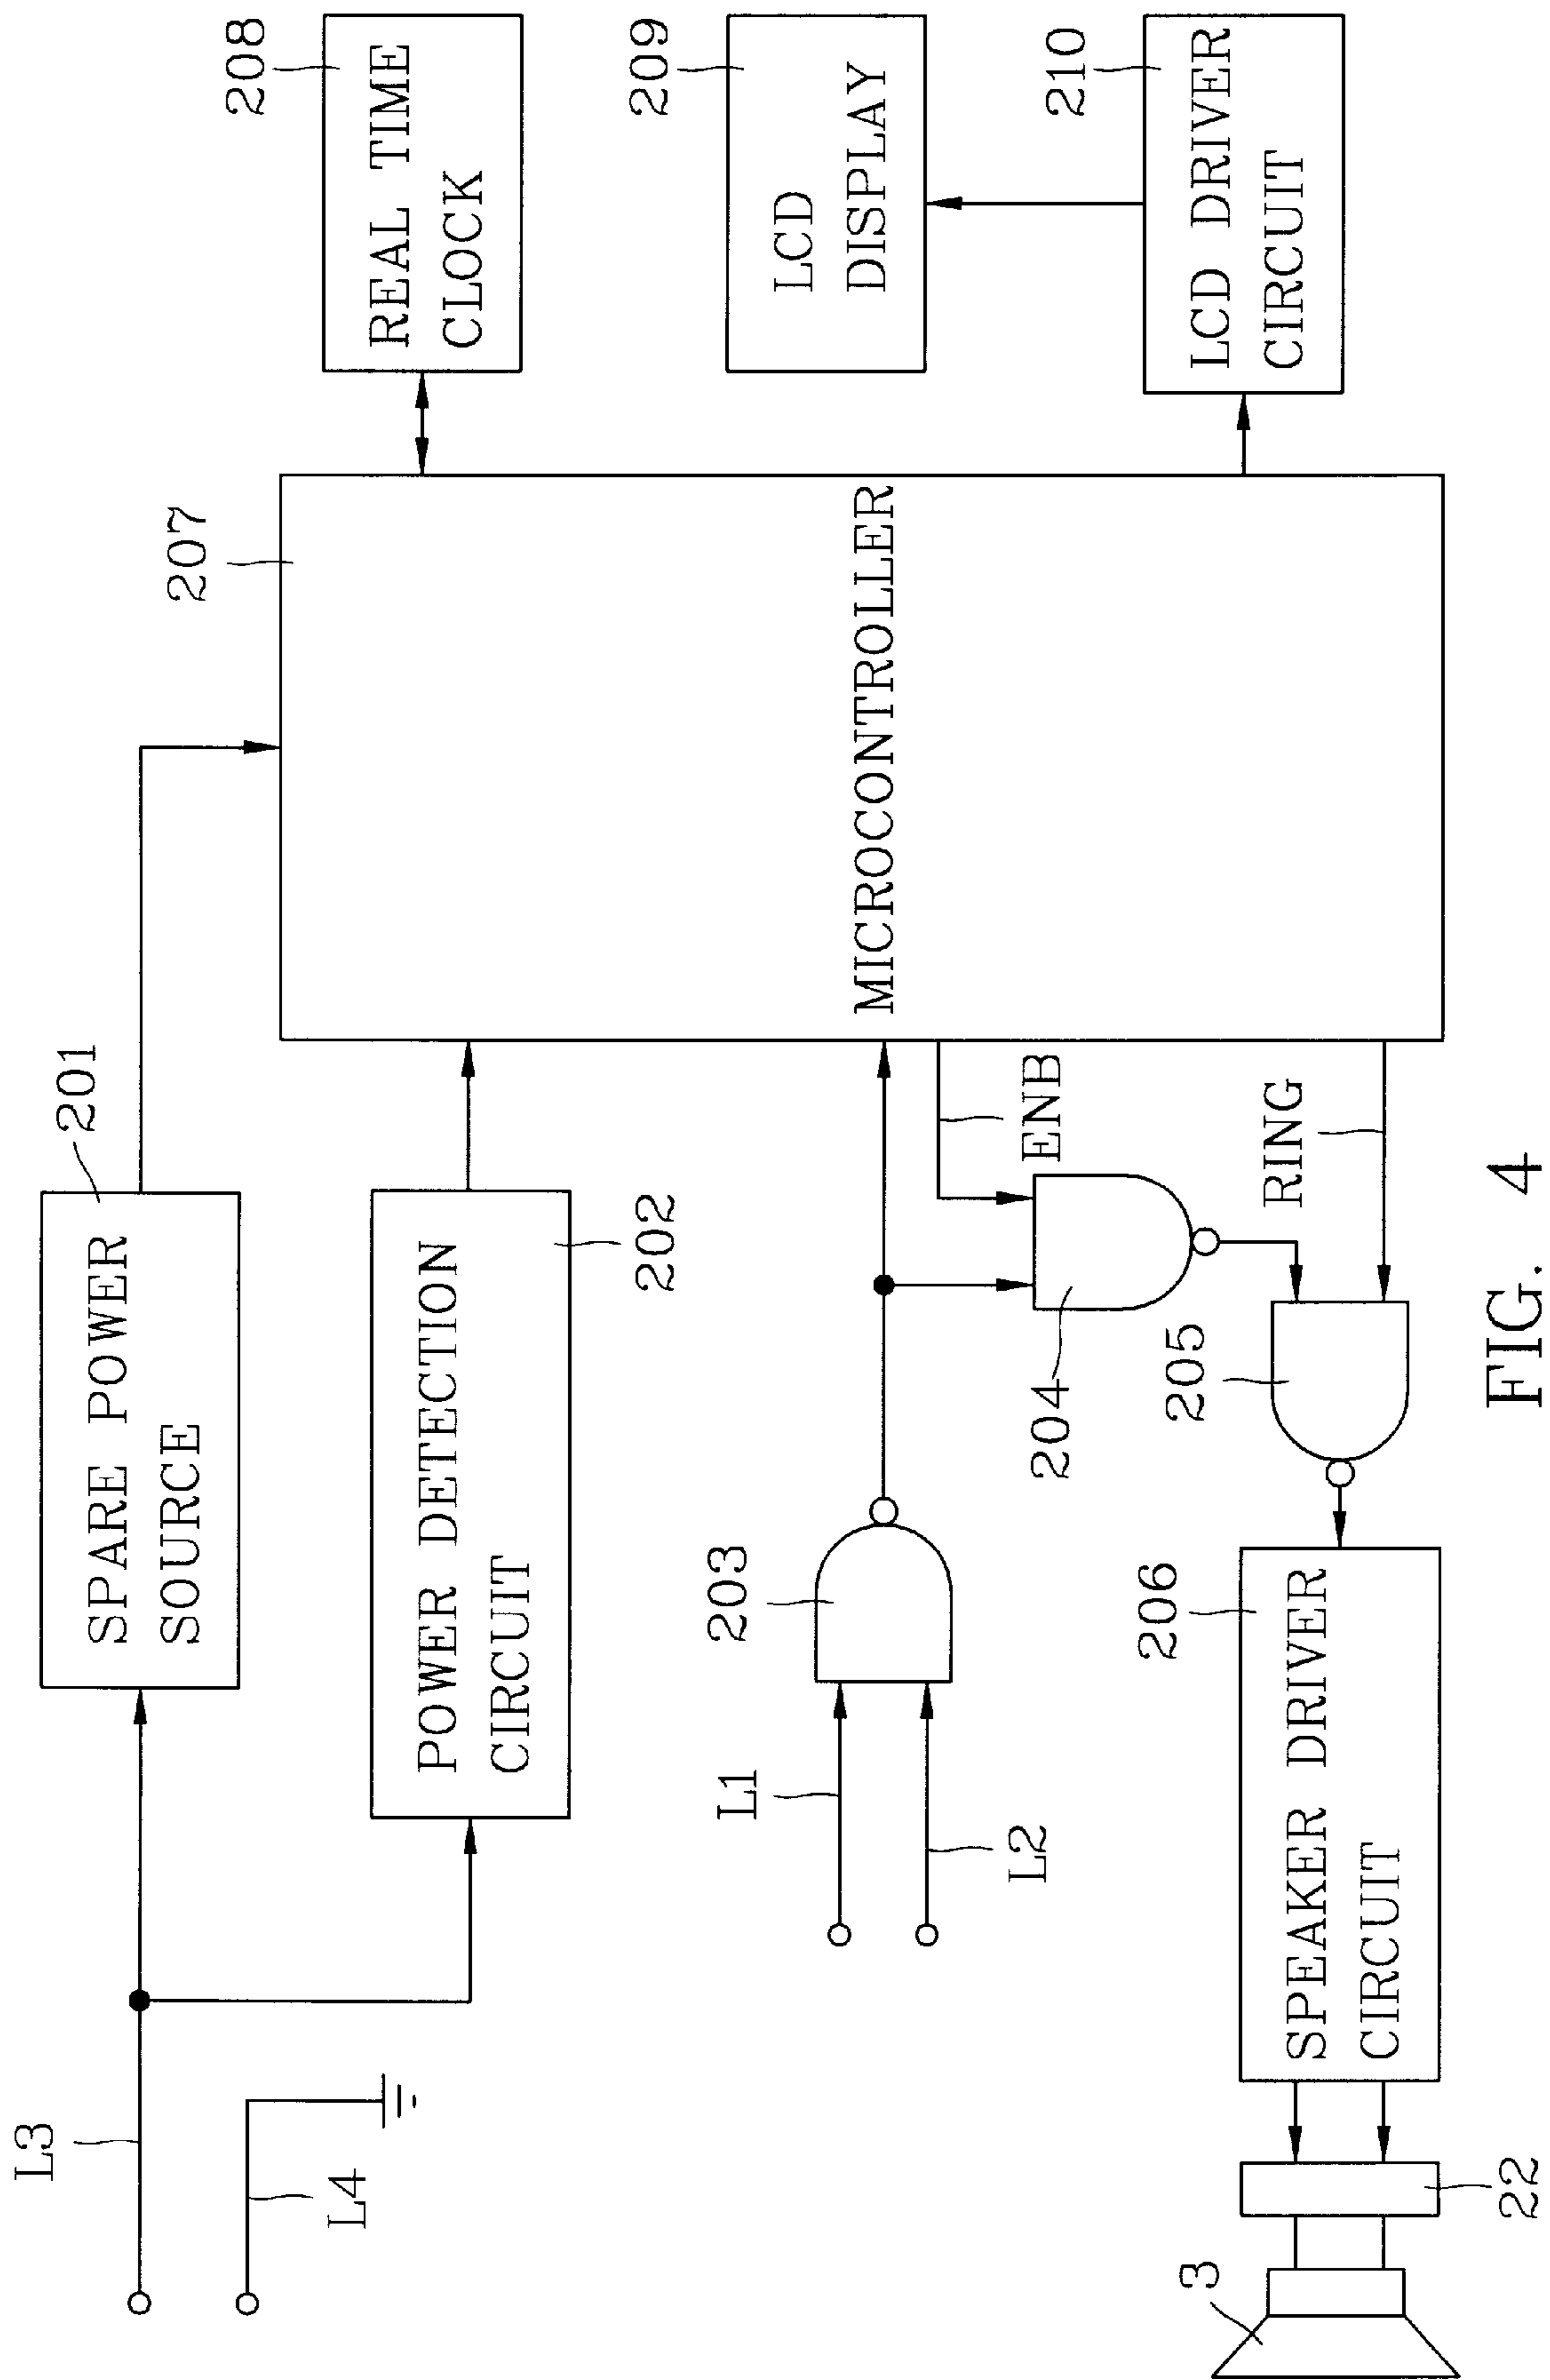 L3
L4
SPARE POWER
SOURCE
201
POWER DETECTION
CIRCUIT
202
207
MICROCONTROLLER
208
REAL TIME
CLOCK
209
LCD
DISPLAY
210
LCD DRIVER
CIRCUIT
L1
L2
203
204
ENB
205
RING
206
SPEAKER DRIVER
CIRCUIT
22
3
FIG. 4